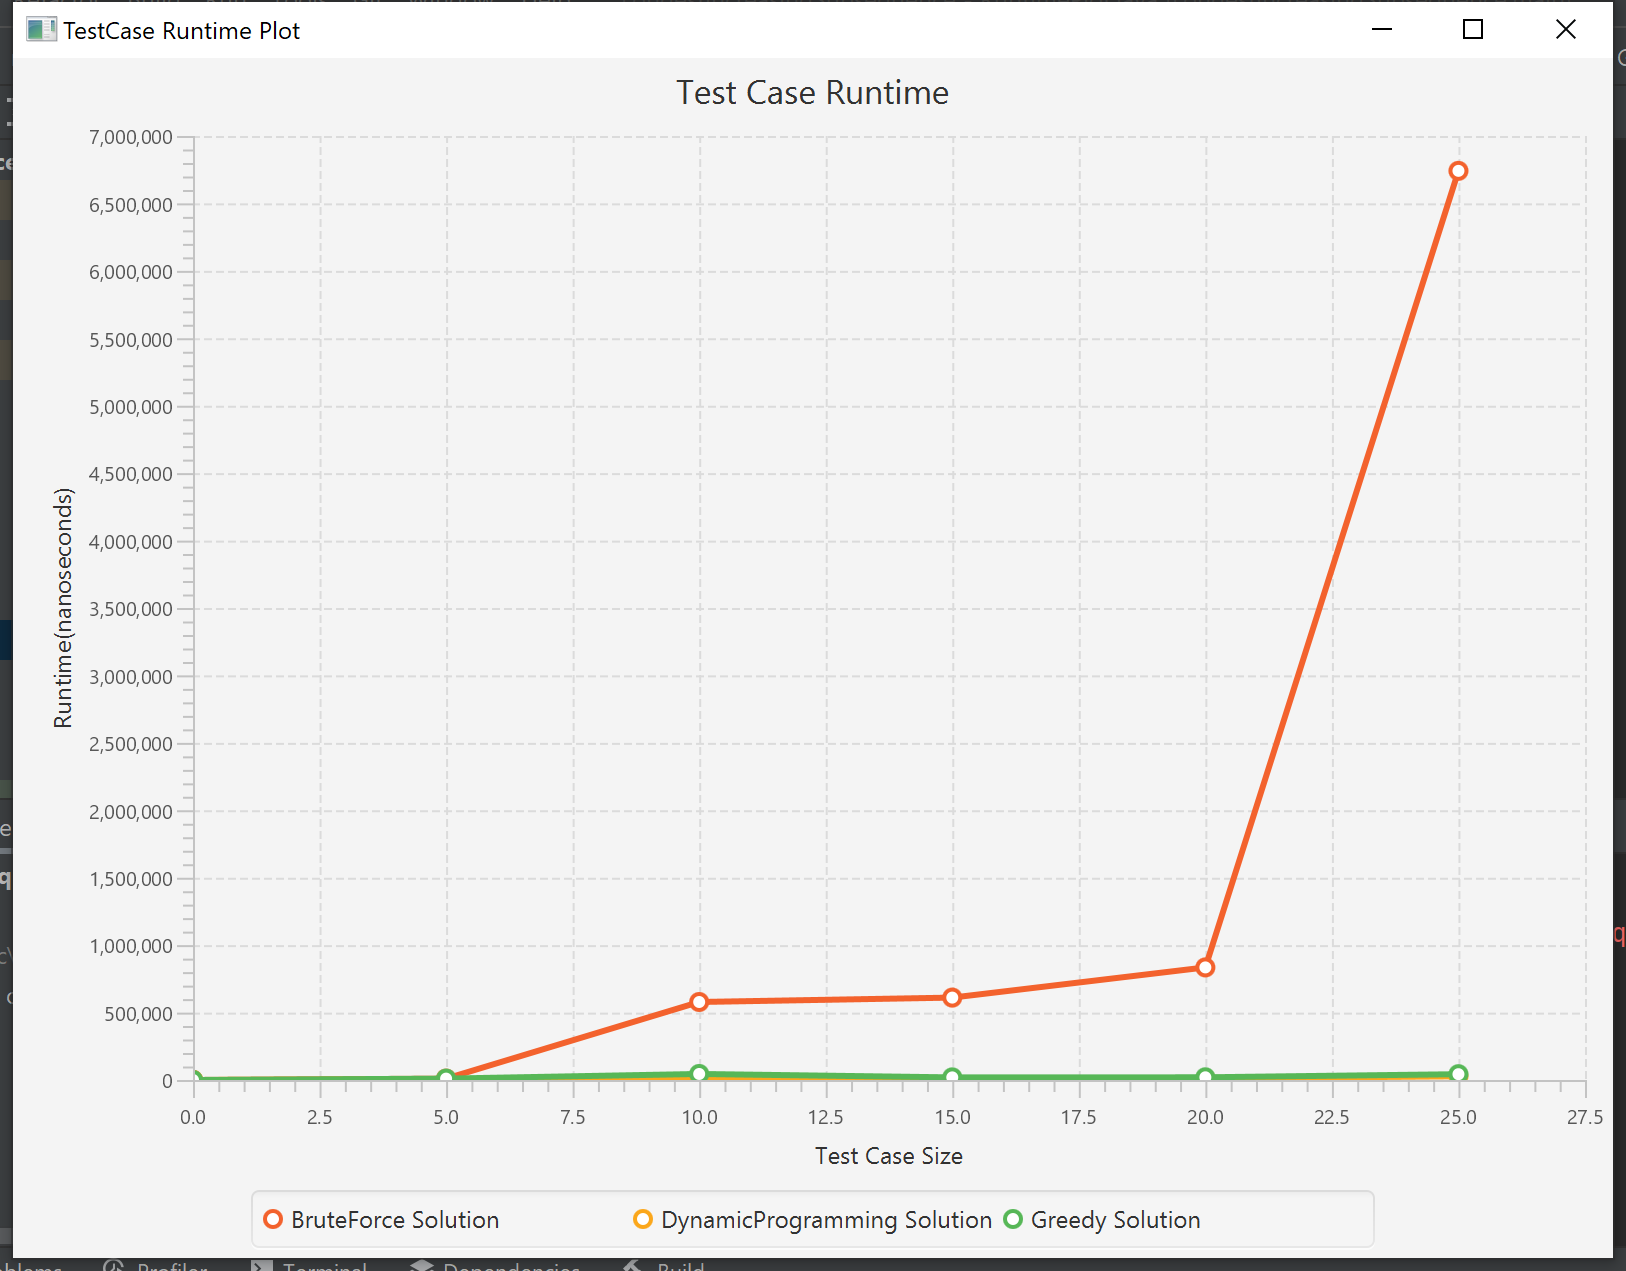 TestCase Runtime Plot
Test Case Runtime
7,000,000
6,500,000
6,000,000
5,500,000
5,000,000
4,500,000
4,000,000
3,500,000
3,000,000
2,500,000
2,000,000
1,500,000
1,000,000
500,000
0
Runtime(nanoseconds)
0.0 2.5 5.0 7.5 10.0 12.5 15.0 17.5 20.0 22.5 25.0 27.5
Test Case Size
BruteForce Solution DynamicProgramming Solution Greedy Solution
Profiler Terminal Dependencies Build